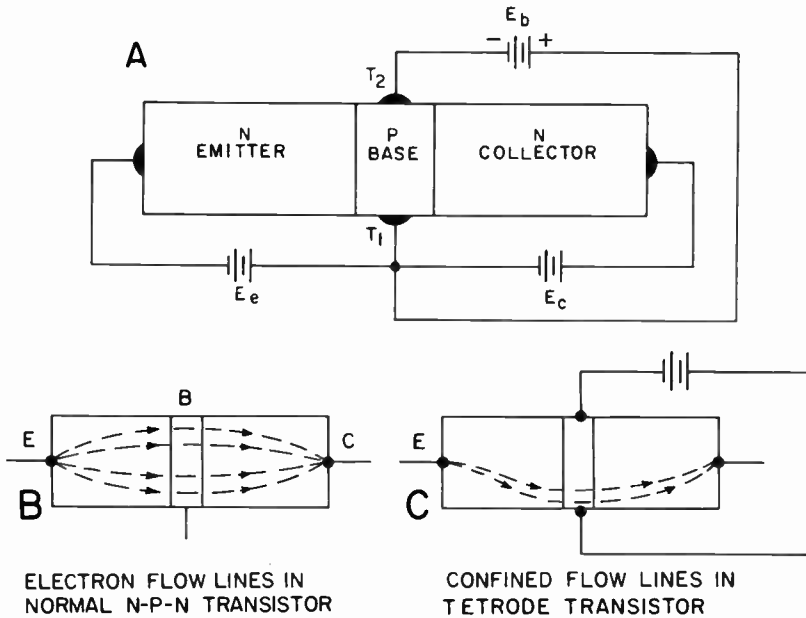 A
E_b
- +
T_2
N
EMITTER
P
BASE
N
COLLECTOR
T_1
E_e
E_c
B
E
C
B
E
C
ELECTRON FLOW LINES IN
NORMAL N-P-N TRANSISTOR
CONFINED FLOW LINES IN
TETRODE TRANSISTOR